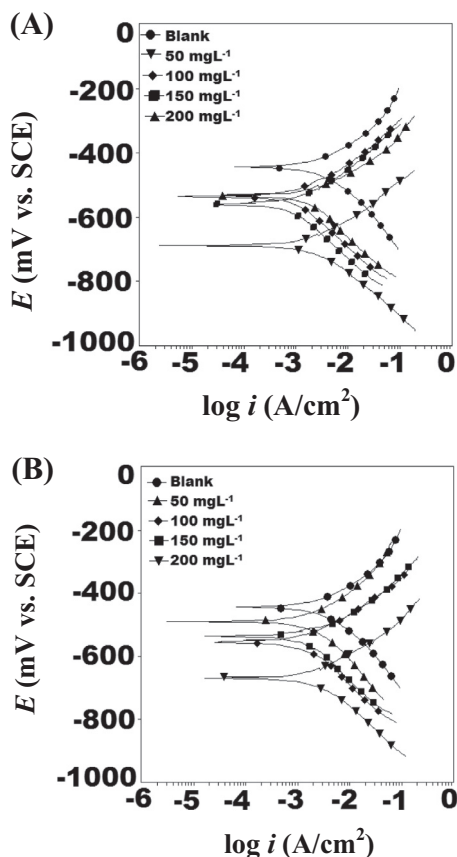 (A)
0
-200
-400
-600
-800
-1000
E (mV vs. SCE)
Blank
50 mgL-1
100 mgL-1
150 mgL-1
200 mgL-1
-6 -5 -4 -3 -2 -1 0
log i (A/cm²)
(B)
0
-200
-400
-600
-800
-1000
E (mV vs. SCE)
Blank
50 mgL-1
100 mgL-1
150 mgL-1
200 mgL-1
-6 -5 -4 -3 -2 -1 0
log i (A/cm²)